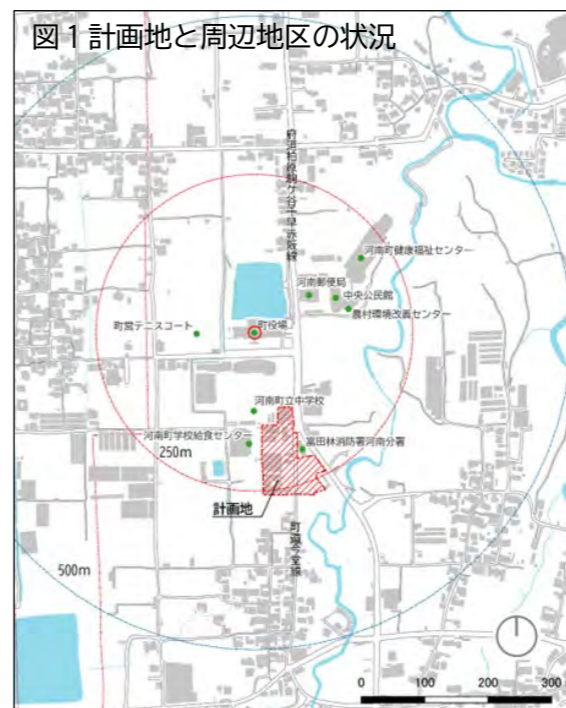 図1 計画地と周辺地区の状況
府道柏原駒ケ谷千早赤阪線
河南町健康福祉センター
河南郵便局
中央公民館
農村環境改善センター
町営テニスコート
町役場
河南町立中学校
河南町学校給食センター
富田林消防署河南分署
250m
計画地
500m
0 100 200 300